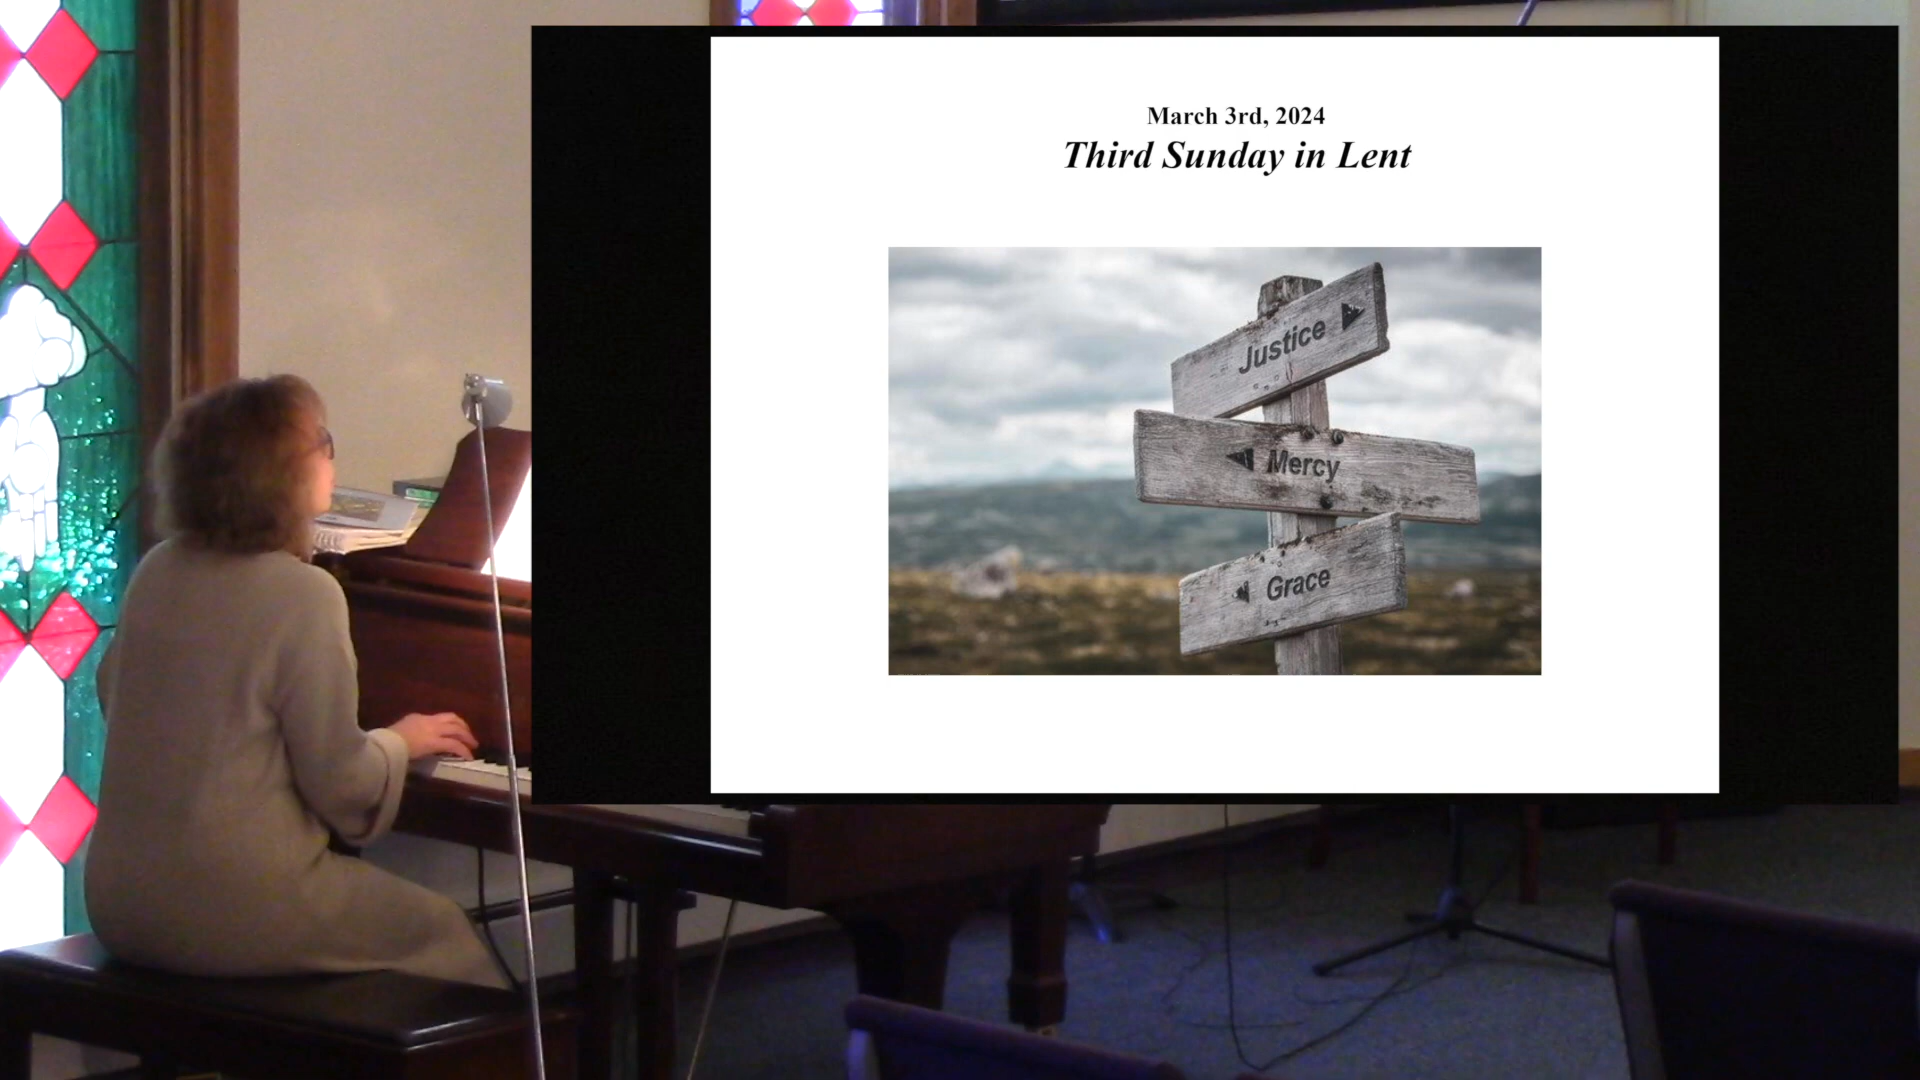 March 3rd, 2024
Third Sunday in Lent
Justice
Mercy
Grace